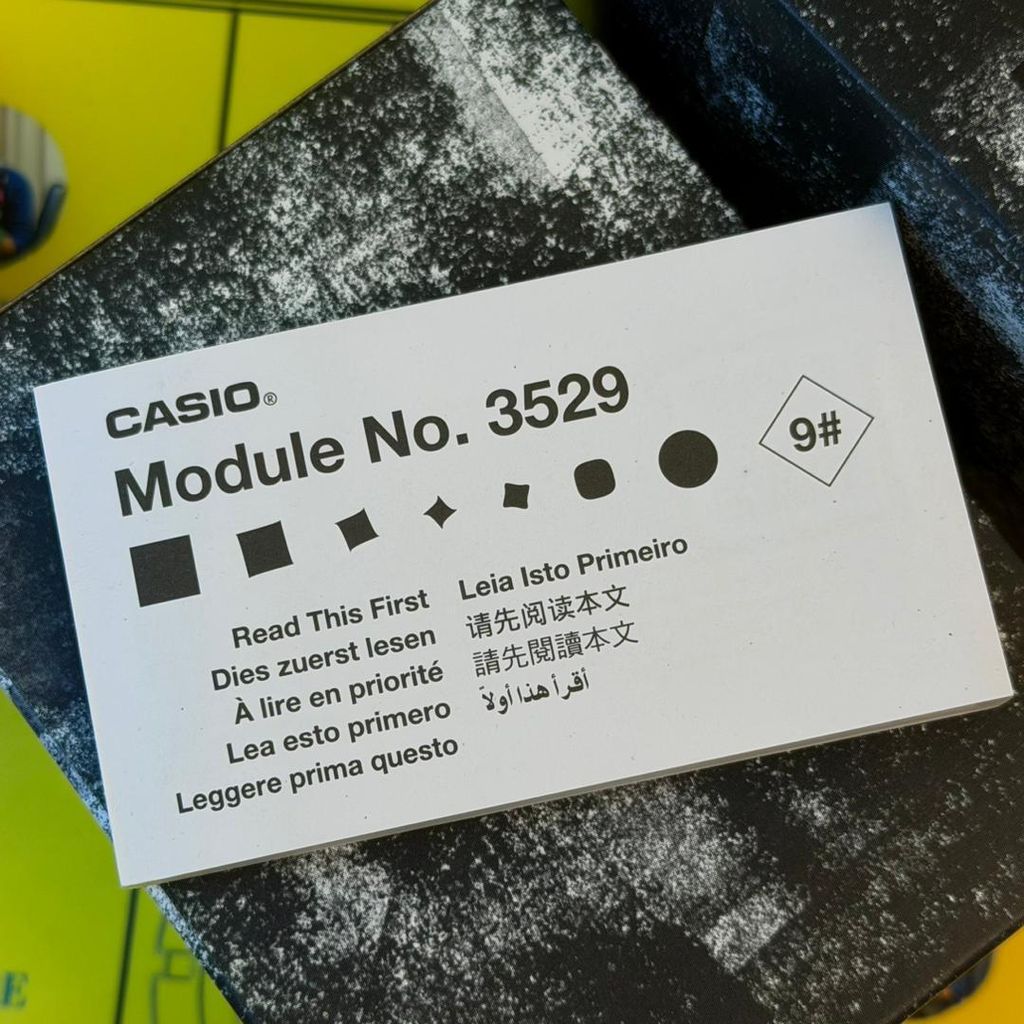 CASIO®
Module No. 3529
9#
Read This First
Dies zuerst lesen
À lire en priorité
Lea esto primero
Leggere prima questo
Leia Isto Primeiro
请先阅读本文
請先閱讀本文
أقرأ هذا أولاً
E